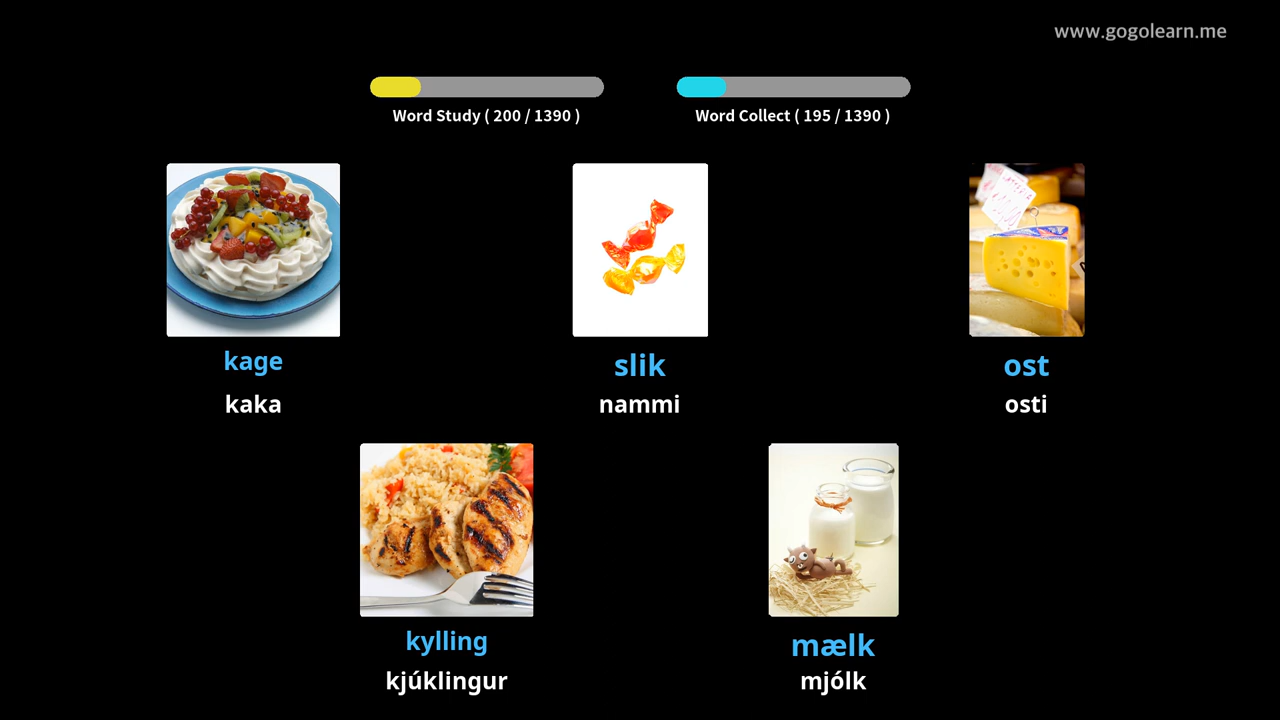 www.gogolearn.me
Word Study ( 200 / 1390 )
Word Collect ( 195 / 1390 )
kage
kaka
slik
nammi
ost
osti
kylling
kjúklingur
mælk
mjólk